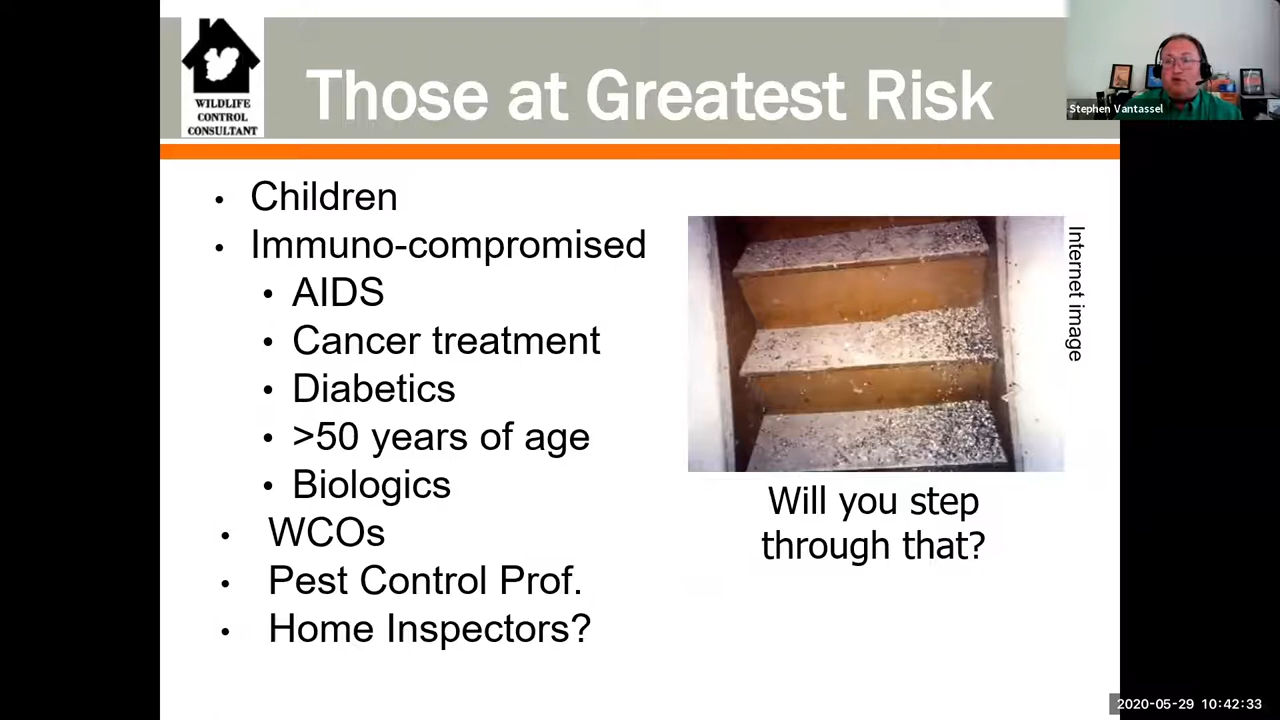 WILDLIFE
CONTROL
CONSULTANT
Those at Greatest Risk
Stephen Vantassel
• Children
• Immuno-compromised
• AIDS
• Cancer treatment
• Diabetics
• >50 years of age
• Biologics
• WCOs
• Pest Control Prof.
• Home Inspectors?
Internet image
Will you step
through that?
2020-05-29 10:42:33